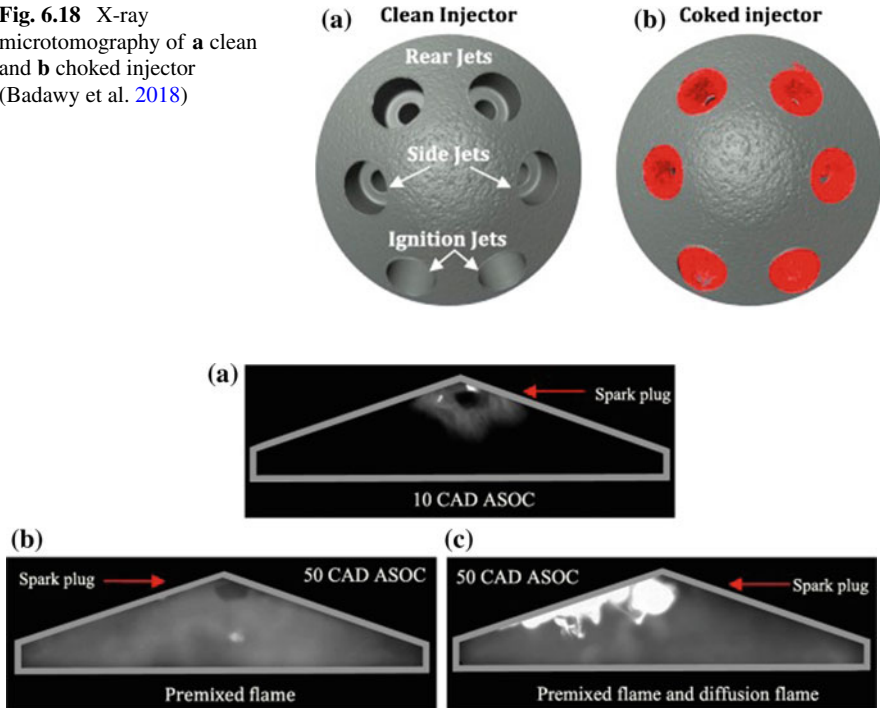 Fig. 6.18 X-ray
microtomography of a clean
and b choked injector
(Badawy et al. 2018)
(a) Clean Injector
(b) Coked injector
Rear Jets
Side Jets
Ignition Jets
(a)
Spark plug
10 CAD ASOC
(b)
Spark plug
50 CAD ASOC
Premixed flame
(c)
50 CAD ASOC
Spark plug
Premixed flame and diffusion flame